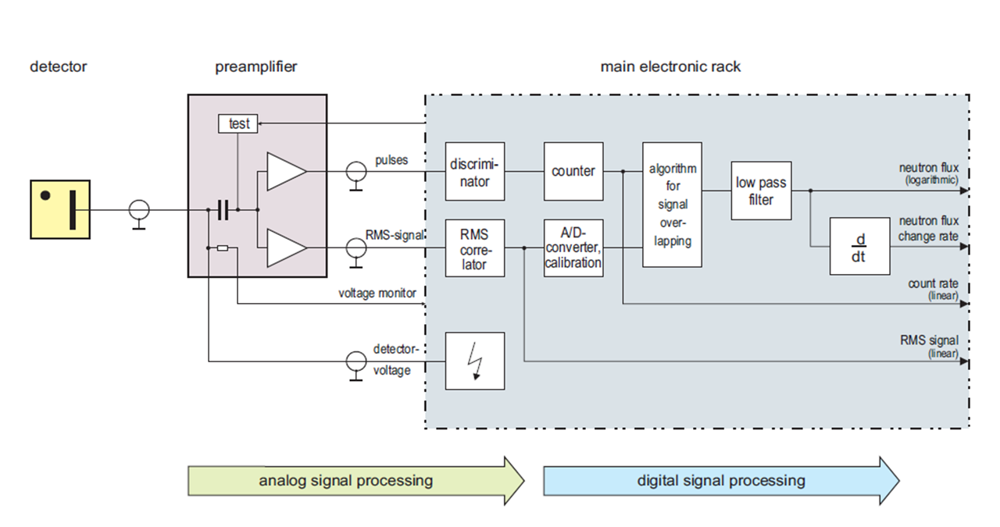 detector
preamplifier
main electronic rack
test
pulses
discrimi-
nator
counter
algorithm
for
signal
over-
lapping
low pass
filter
neutron flux
(logarithmic)
neutron flux
change rate
d
dt
RMS-signal
RMS
corre-
lator
A/D-
converter,
calibration
voltage monitor
count rate
(linear)
detector-
voltage
RMS signal
(linear)
analog signal processing
digital signal processing